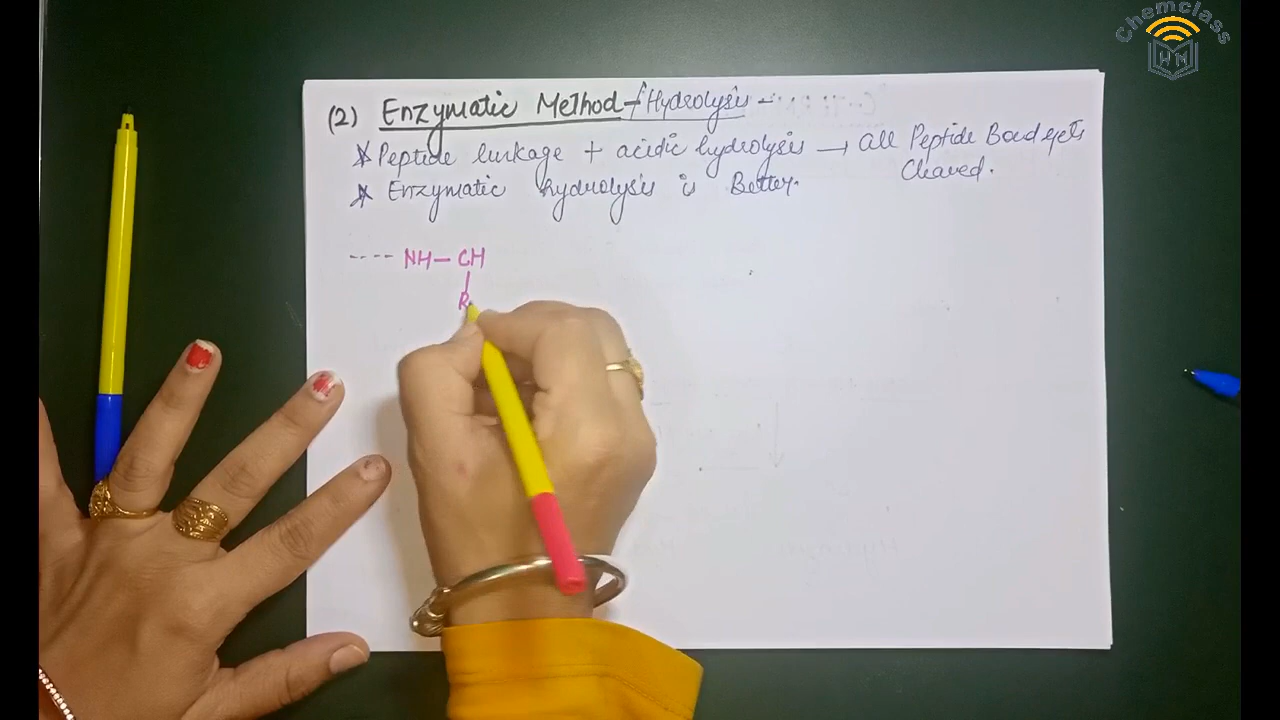 Chemclass
HN
(2) Enzymatic Method - Hydrolysis -
* Peptide linkage + acidic hydrolysis → all Peptide Bond gets
Cleaved.
* Enzymatic hydrolysis is Better.
---- NH — CH
R